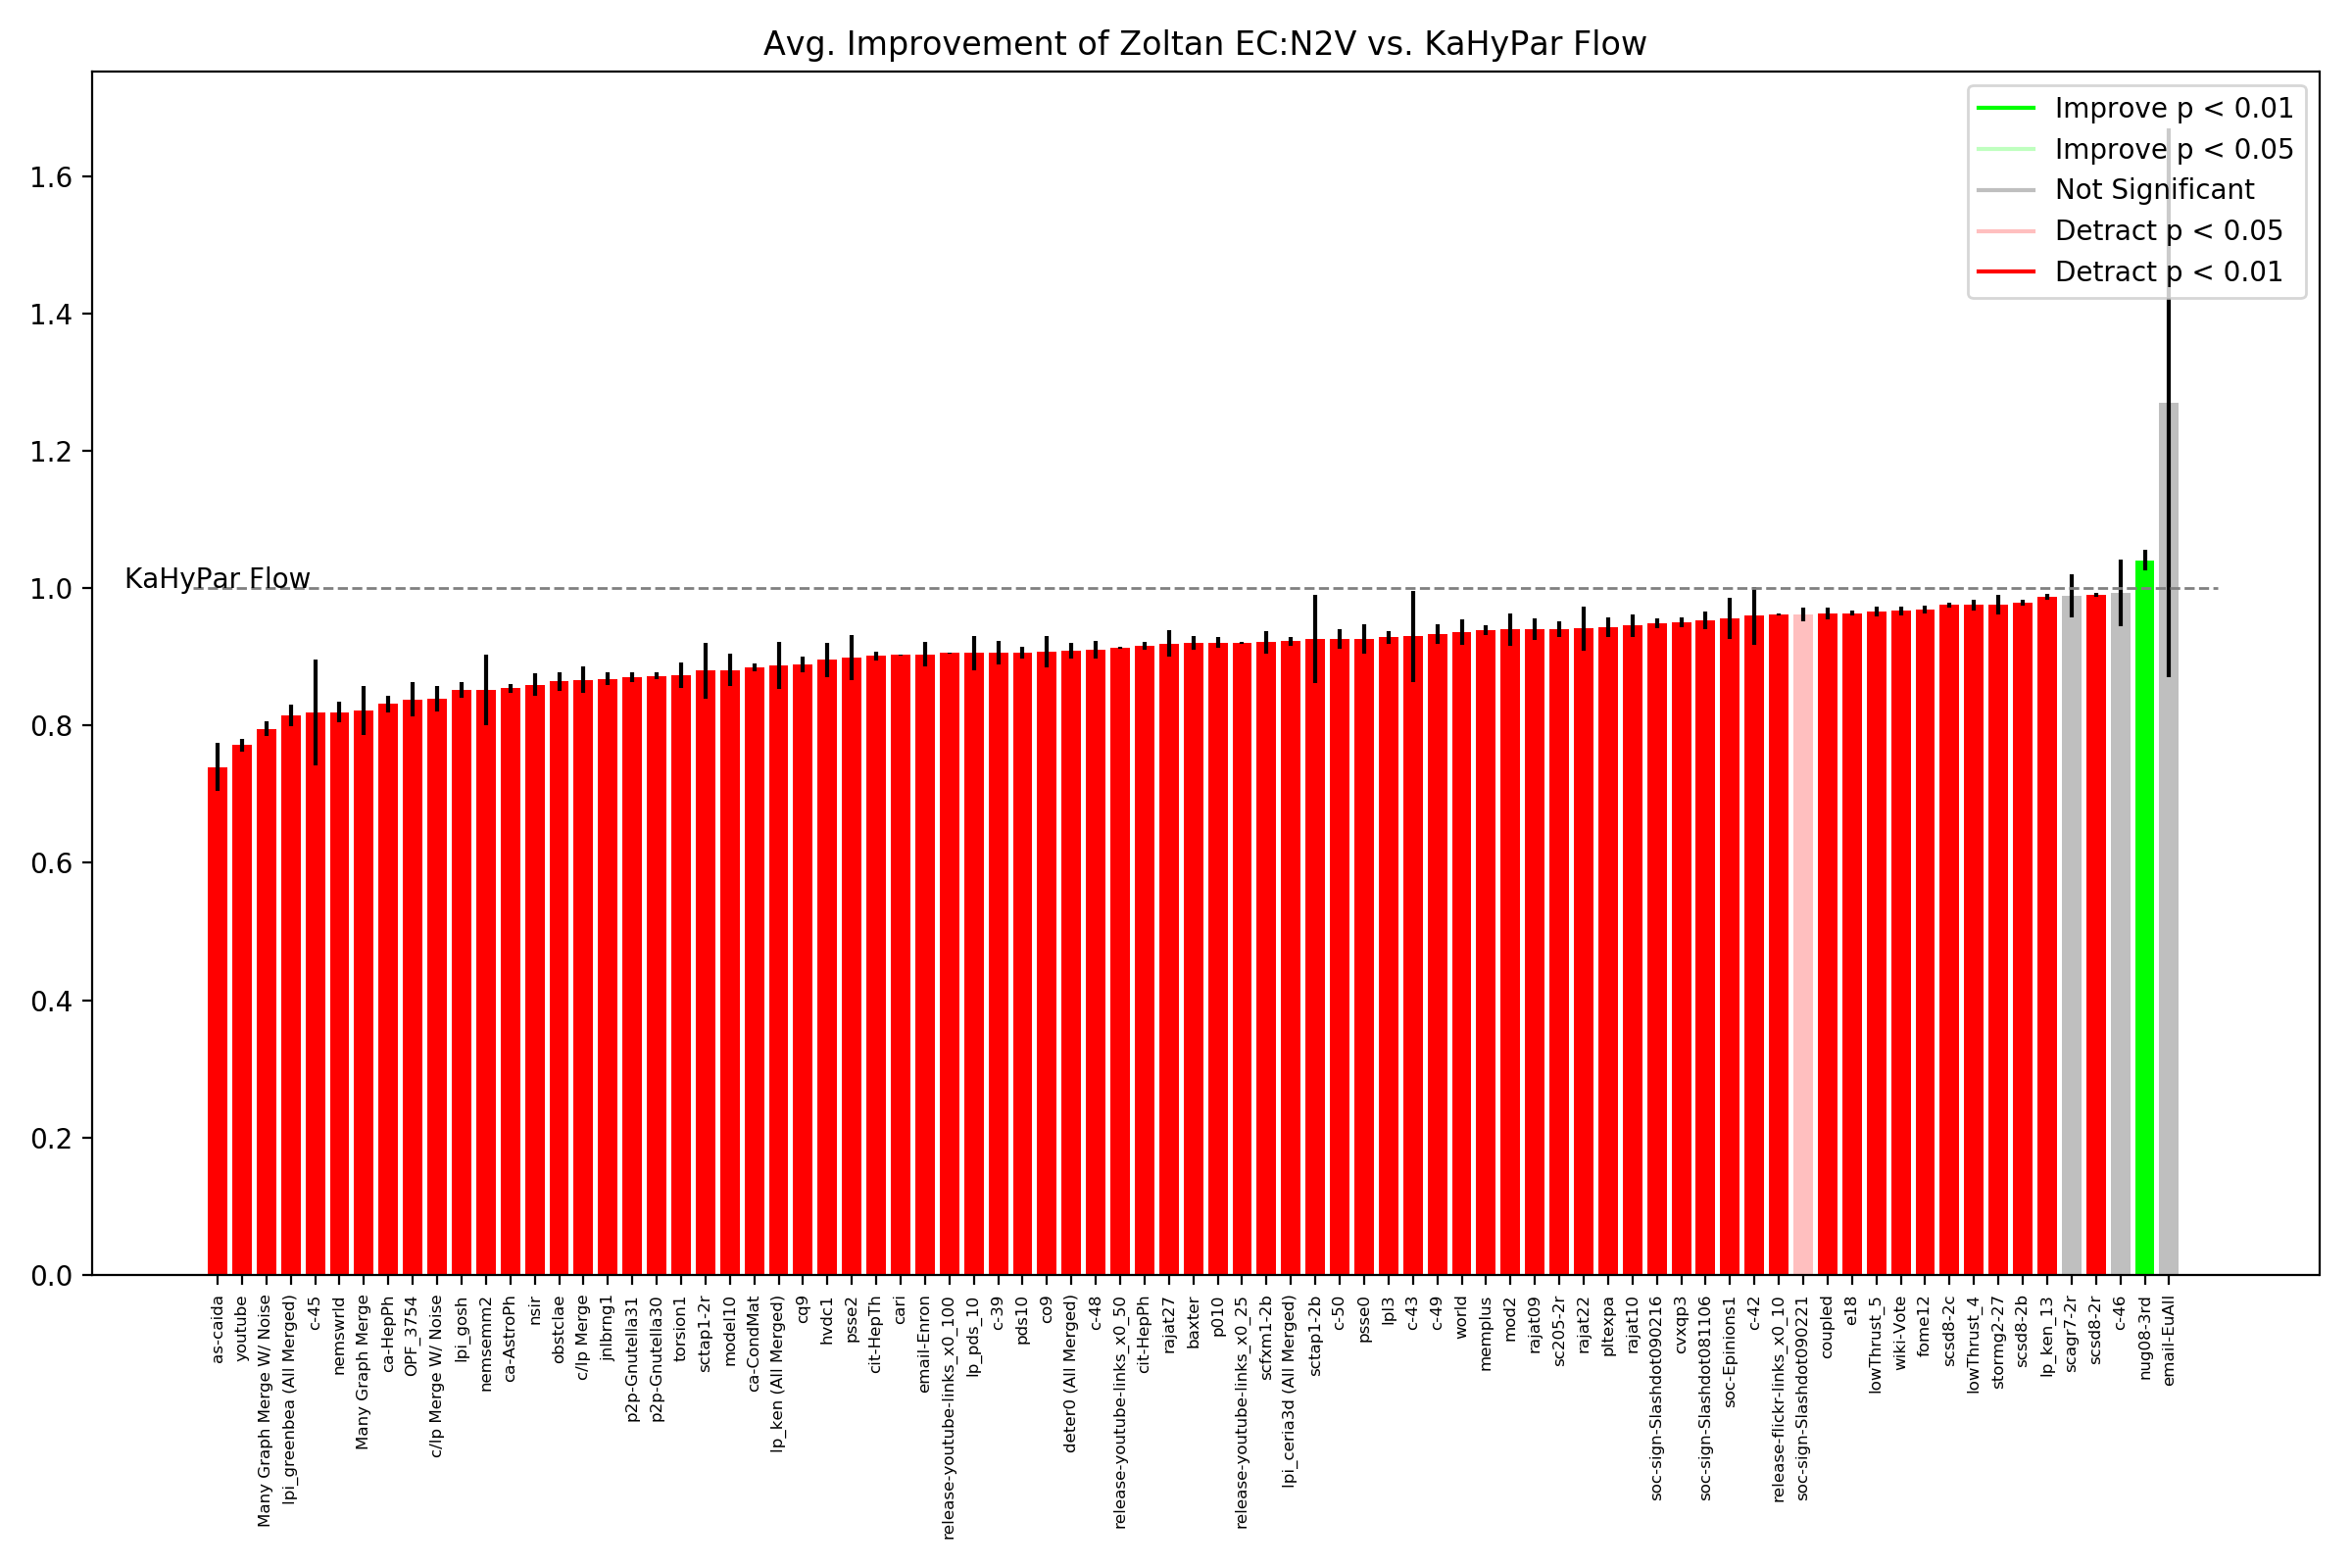 Avg. Improvement of Zoltan EC:N2V vs. KaHyPar Flow
Improve p < 0.01
Improve p < 0.05
Not Significant
Detract p < 0.05
Detract p < 0.01
1.6
1.4
1.2
1.0
0.8
0.6
0.4
0.2
0.0
KaHyPar Flow
as-caida
youtube
Many Graph Merge W/ Noise
lpi_greenbea (All Merged)
c-45
nemswrld
Many Graph Merge
ca-HepPh
OPF_3754
c/lp Merge W/ Noise
lpi_gosh
nemsemm2
ca-AstroPh
nsir
obstclae
c/lp Merge
jnlbrng1
p2p-Gnutella31
p2p-Gnutella30
torsion1
sctap1-2r
model10
ca-CondMat
lp_ken (All Merged)
cq9
hvdc1
psse2
cit-HepTh
cari
email-Enron
release-youtube-links_x0_100
lp_pds_10
c-39
pds10
co9
deter0 (All Merged)
c-48
release-youtube-links_x0_50
cit-HepPh
rajat27
baxter
p010
release-youtube-links_x0_25
scfxm1-2b
lpi_ceria3d (All Merged)
sctap1-2b
c-50
psse0
lpl3
c-43
c-49
world
memplus
mod2
rajat09
sc205-2r
rajat22
pltexpa
rajat10
soc-sign-Slashdot090216
cvxqp3
soc-sign-Slashdot081106
soc-Epinions1
c-42
release-flickr-links_x0_10
soc-sign-Slashdot090221
coupled
e18
lowThrust_5
wiki-Vote
fome12
scsd8-2c
lowThrust_4
stormg2-27
scsd8-2b
lp_ken_13
scagr7-2r
scsd8-2r
c-46
nug08-3rd
email-EuAll